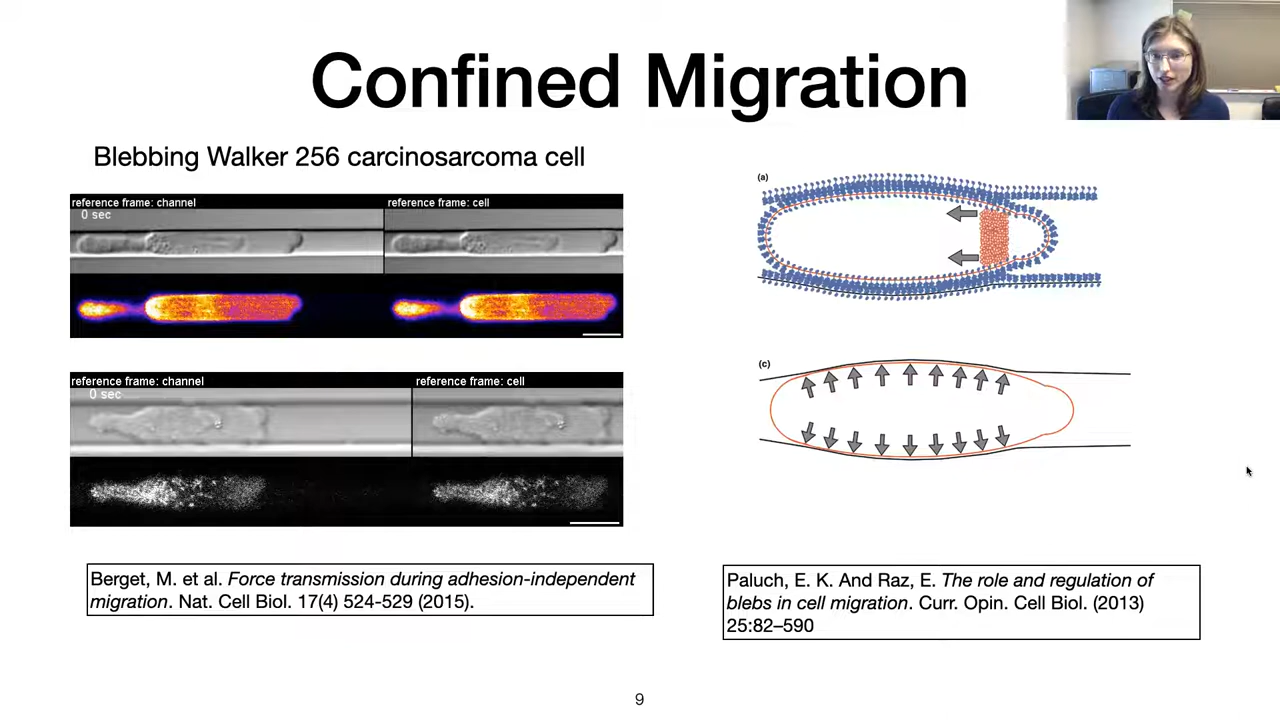 Confined Migration
Blebbing Walker 256 carcinosarcoma cell
reference frame: channel
reference frame: cell
0 sec
reference frame: channel
reference frame: cell
0 sec
Berget, M. et al. Force transmission during adhesion-independent
migration. Nat. Cell Biol. 17(4) 524-529 (2015).
(a)
(c)
Paluch, E. K. And Raz, E. The role and regulation of
blebs in cell migration. Curr. Opin. Cell Biol. (2013)
25:82–590
9